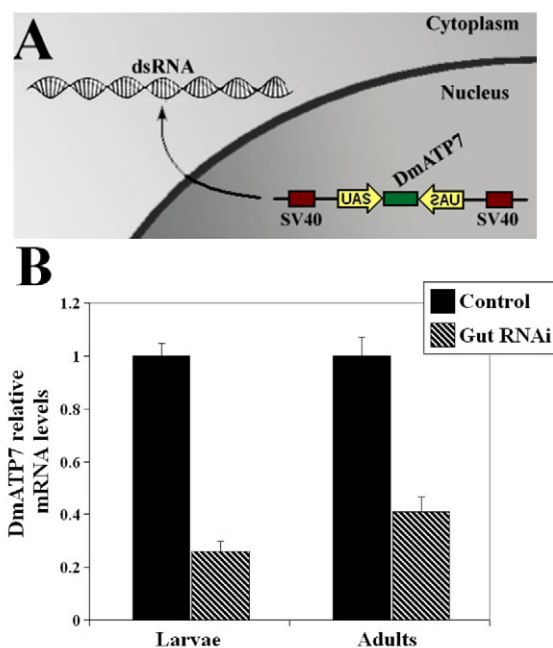 A
Cytoplasm
dsRNA
Nucleus
DmATP7
UAS
UAS
SV40
SV40
B
Control
Gut RNAi
1.2
1
0.8
0.6
0.4
0.2
0
DmATP7 relative
mRNA levels
Larvae
Adults